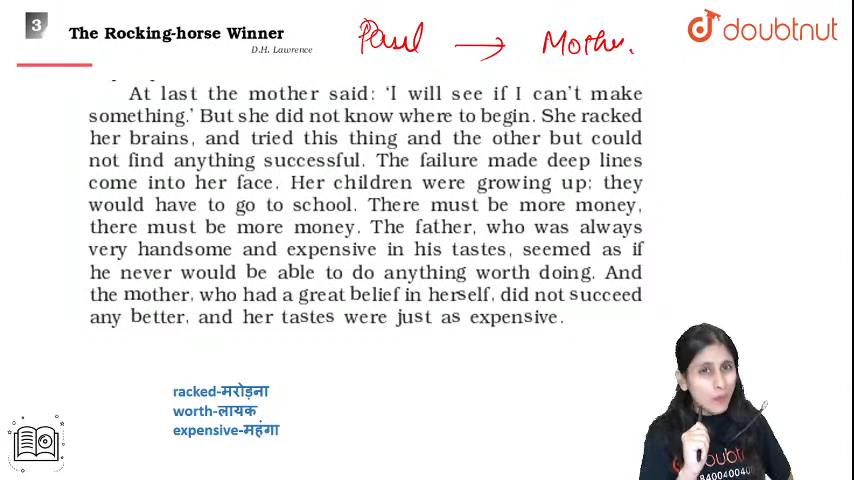 3
The Rocking-horse Winner
D.H. Lawrence
Paul → Mother.
doubtnut
At last the mother said: ‘I will see if I can’t make
something.’ But she did not know where to begin. She racked
her brains, and tried this thing and the other but could
not find anything successful. The failure made deep lines
come into her face. Her children were growing up; they
would have to go to school. There must be more money,
there must be more money. The father, who was always
very handsome and expensive in his tastes, seemed as if
he never would be able to do anything worth doing. And
the mother, who had a great belief in herself, did not succeed
any better, and her tastes were just as expensive.
racked-मरोड़ना
worth-लायक
expensive-महंगा